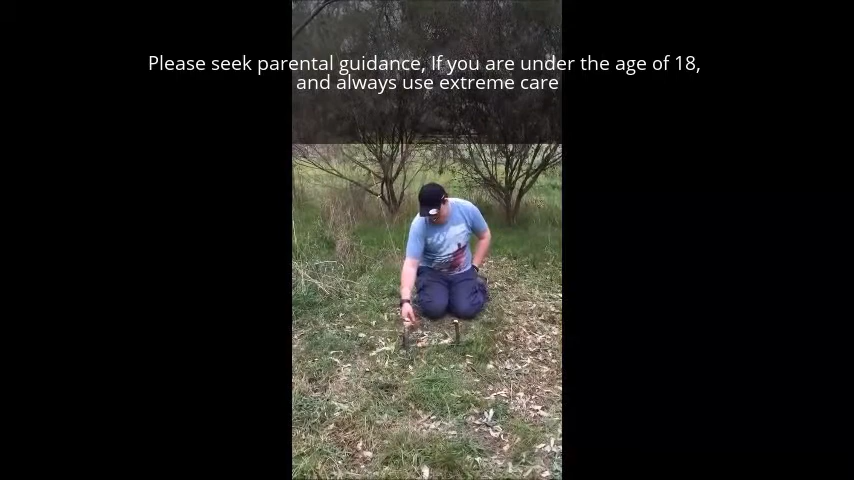 Please seek parental guidance, If you are under the age of 18,
and always use extreme care